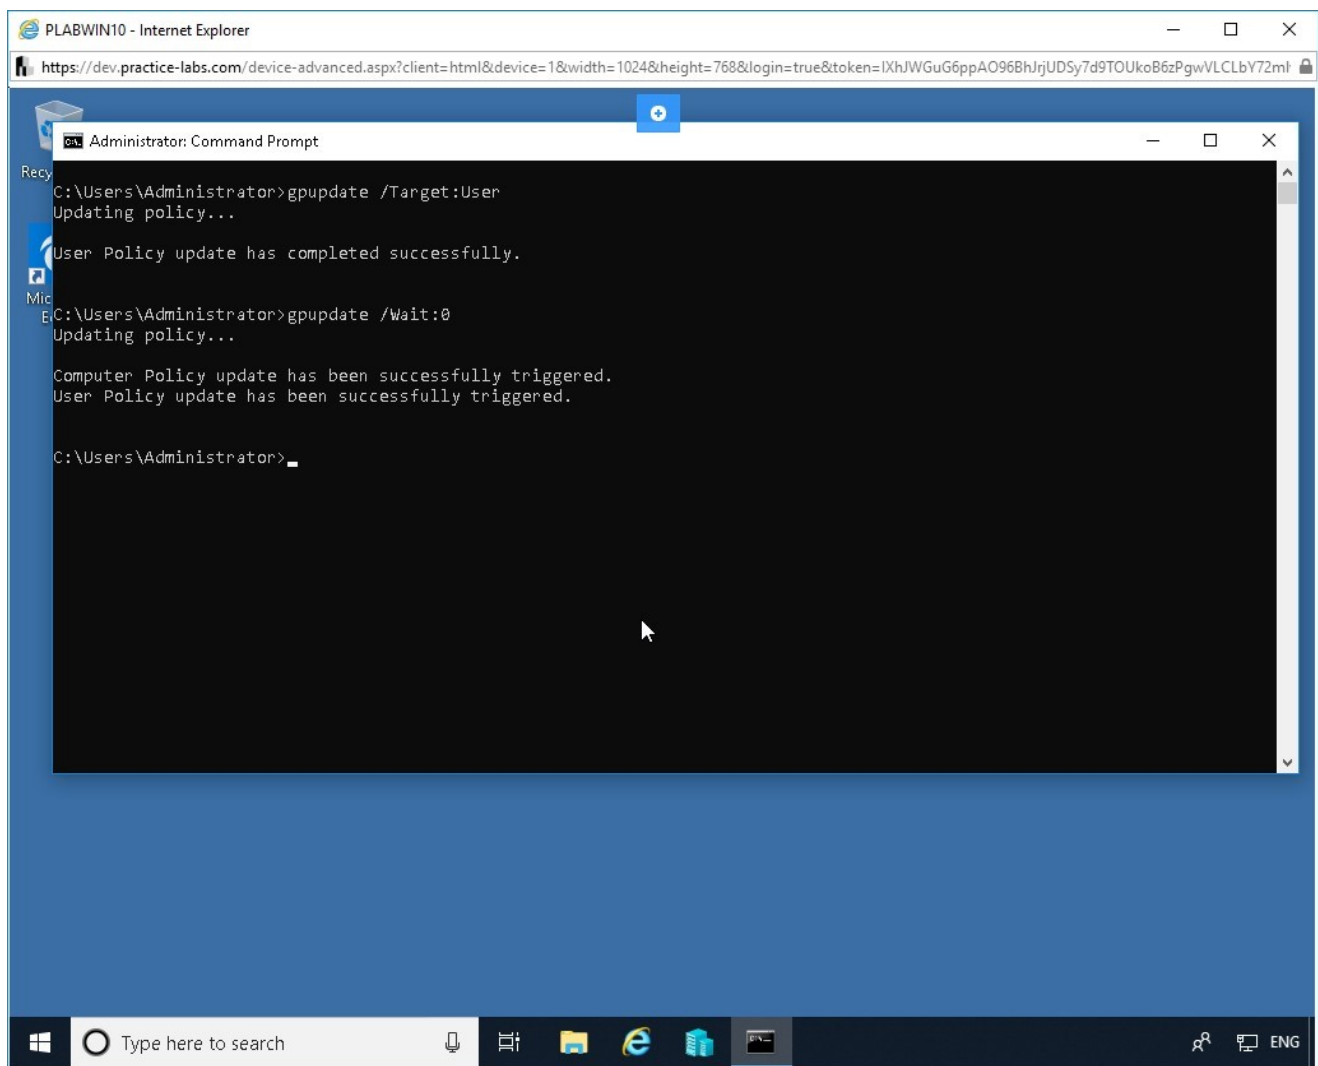 PLABWIN10 - Internet Explorer
https://dev.practice-labs.com/device-advanced.aspx?client=html&device=1&width=1024&height=768&login=true&token=
Administrator: Command Prompt
C:\Users\Administrator>gpupdate /Target:User
Updating policy...
User Policy update has completed successfully.
C:\Users\Administrator>gpupdate /Wait:0
Updating policy...
Computer Policy update has been successfully triggered.
User Policy update has been successfully triggered.
C:\Users\Administrator>
Recy
Mic
E
Type here to search
ENG